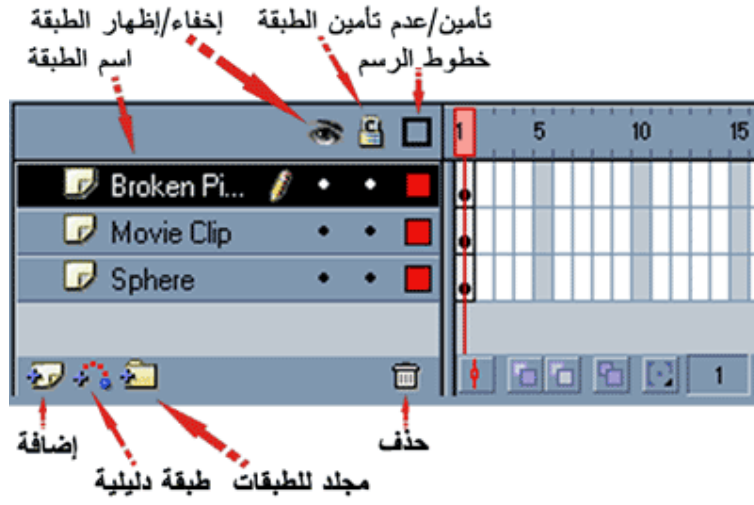 تأمين/عدم تأمين الطبقة إخفاء/إظهار الطبقة
خطوط الرسم اسم الطبقة
1 5 10 15
Broken Pi...
Movie Clip
Sphere
1
إضافة حذف
مجلد للطبقات طبقة دليلية